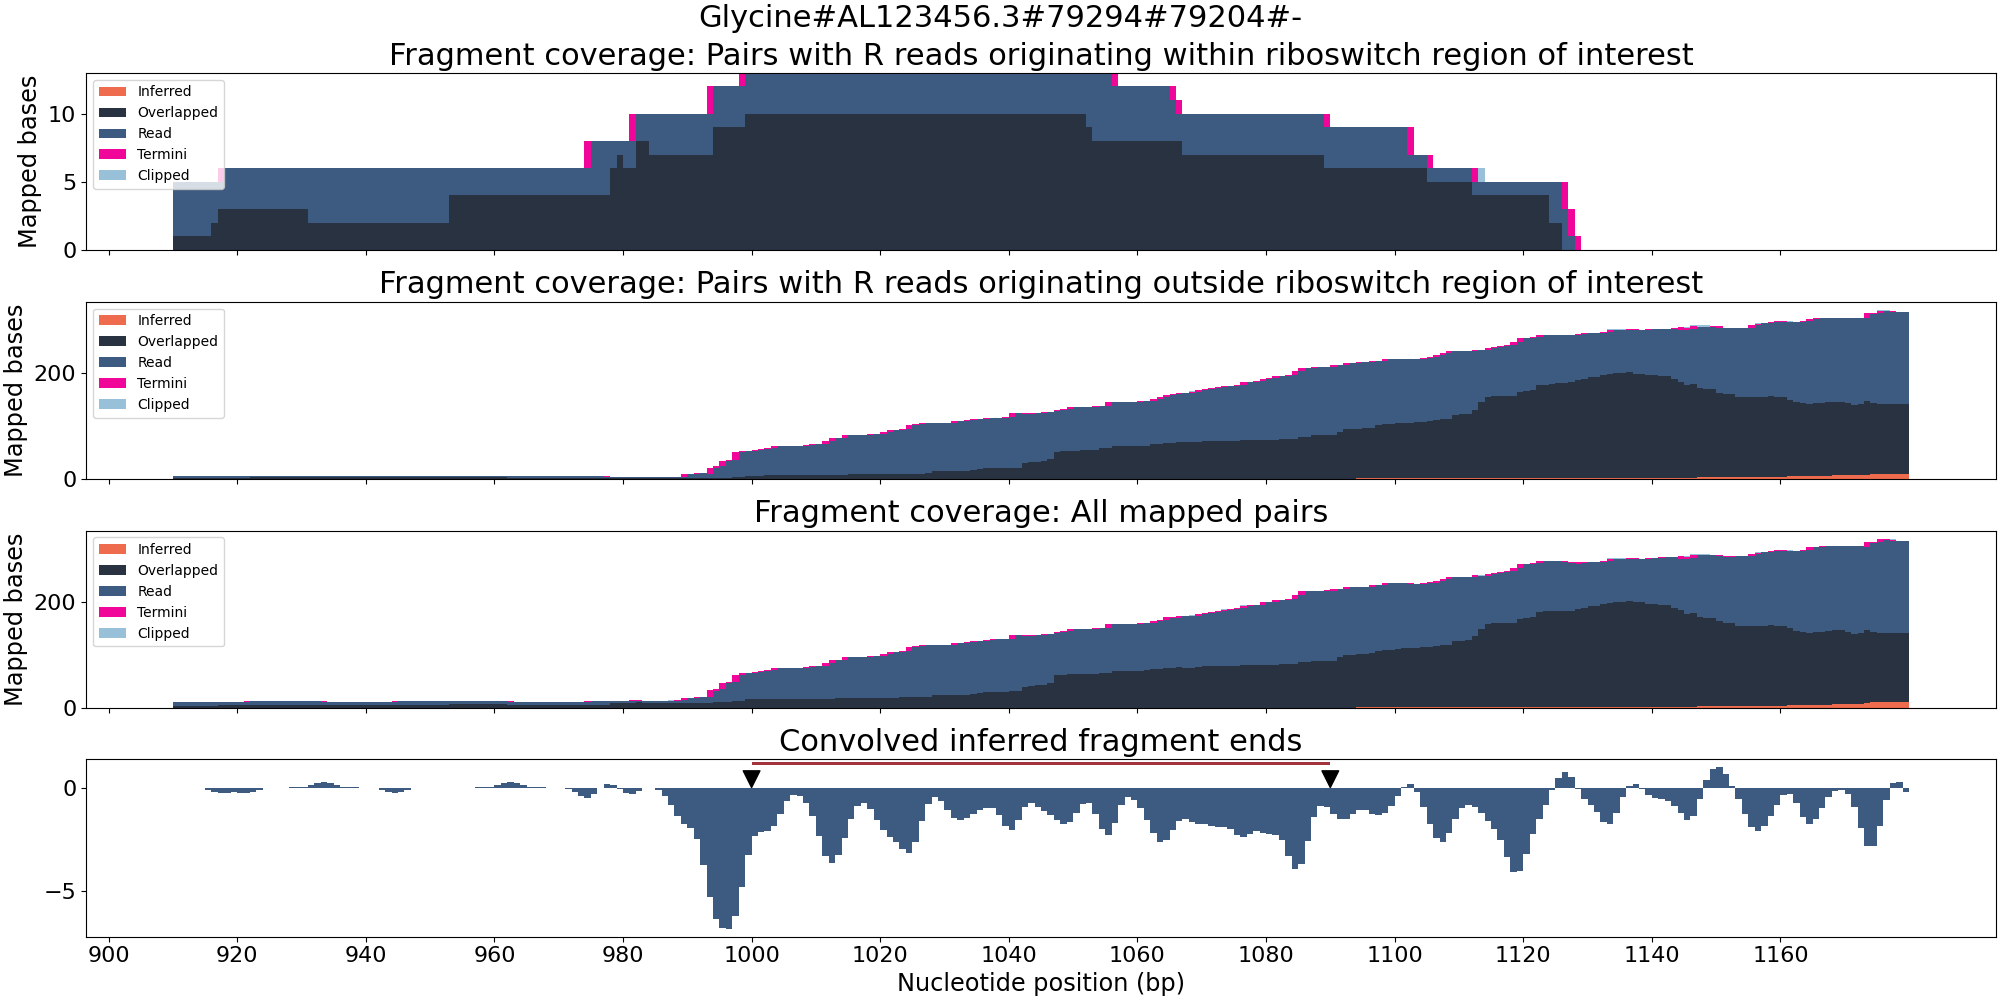 Glycine#AL123456.3#79294#79204#-
Fragment coverage: Pairs with R reads originating within riboswitch region of interest
Mapped bases
10
5
0
Inferred
Overlapped
Read
Termini
Clipped
Fragment coverage: Pairs with R reads originating outside riboswitch region of interest
Mapped bases
200
0
Inferred
Overlapped
Read
Termini
Clipped
Fragment coverage: All mapped pairs
Mapped bases
200
0
Inferred
Overlapped
Read
Termini
Clipped
Convolved inferred fragment ends
0
−5
900 920 940 960 980 1000 1020 1040 1060 1080 1100 1120 1140 1160
Nucleotide position (bp)